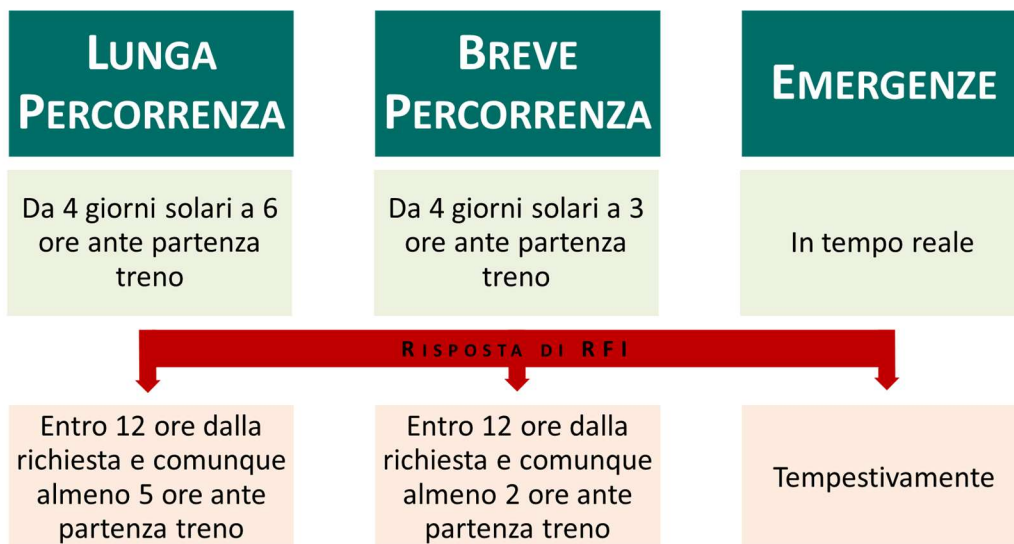 LUNGA
PERCORRENZA
BREVE
PERCORRENZA
EMERGENZE
Da 4 giorni solari a 6
ore ante partenza
treno
Da 4 giorni solari a 3
ore ante partenza
treno
In tempo reale
RISPOSTA DI RFI
Entro 12 ore dalla
richiesta e comunque
almeno 5 ore ante
partenza treno
Entro 12 ore dalla
richiesta e comunque
almeno 2 ore ante
partenza treno
Tempestivamente